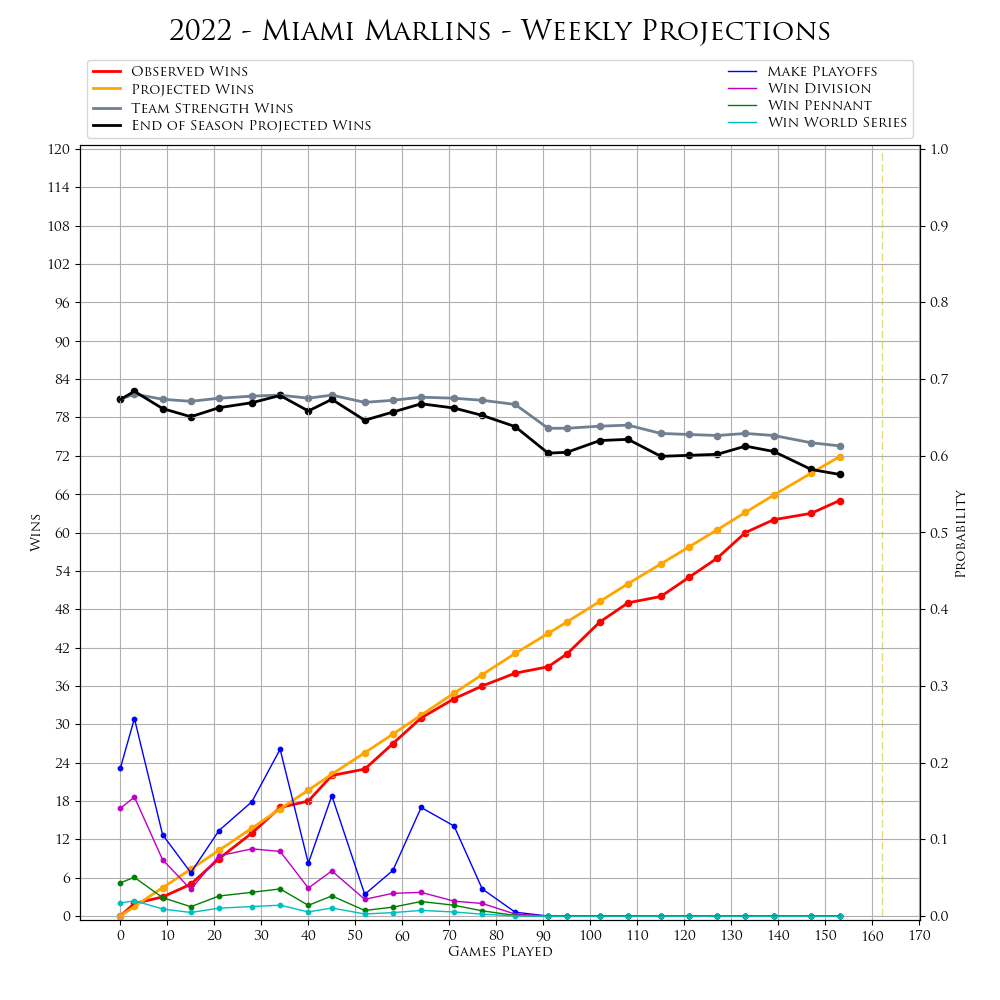 2022 - Miami Marlins - Weekly Projections
Observed Wins
Projected Wins
Team Strength Wins
End of Season Projected Wins
Make Playoffs
Win Division
Win Pennant
Win World Series
120
114
108
102
96
90
84
78
72
66
60
54
48
42
36
30
24
18
12
6
0
Wins
1.0
0.9
0.8
0.7
0.6
0.5
0.4
0.3
0.2
0.1
0.0
Probability
0 10 20 30 40 50 60 70 80 90 100 110 120 130 140 150 160 170
Games Played